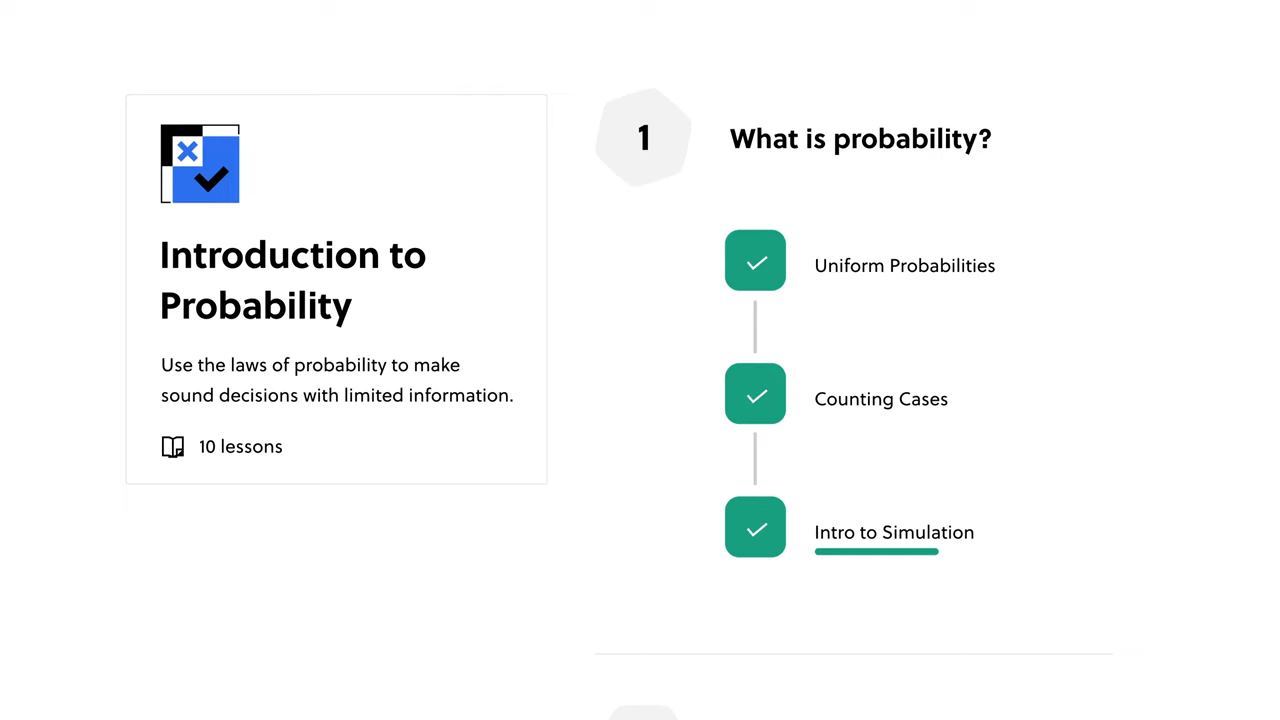 Introduction to
Probability
Use the laws of probability to make
sound decisions with limited information.
10 lessons
1
What is probability?
Uniform Probabilities
Counting Cases
Intro to Simulation